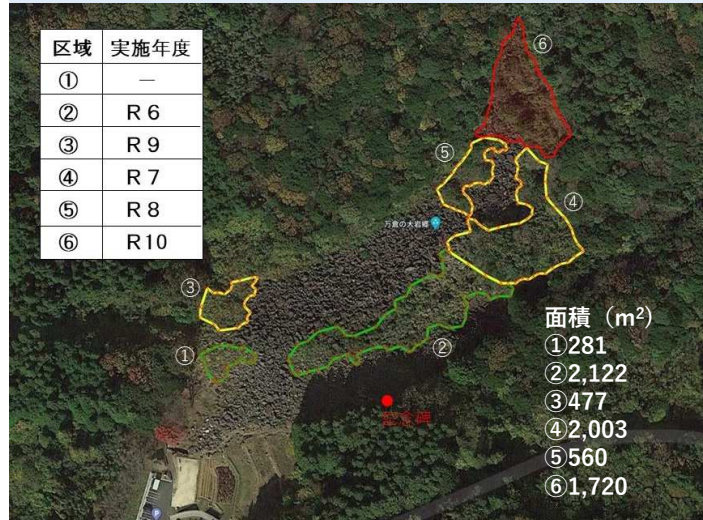 区域 実施年度
① －
② R6
③ R9
④ R7
⑤ R8
⑥ R10
⑥
⑤
④
万倉の大岩郷
③
①
②
記念碑
P
面積（m²）
①281
②2,122
③477
④2,003
⑤560
⑥1,720